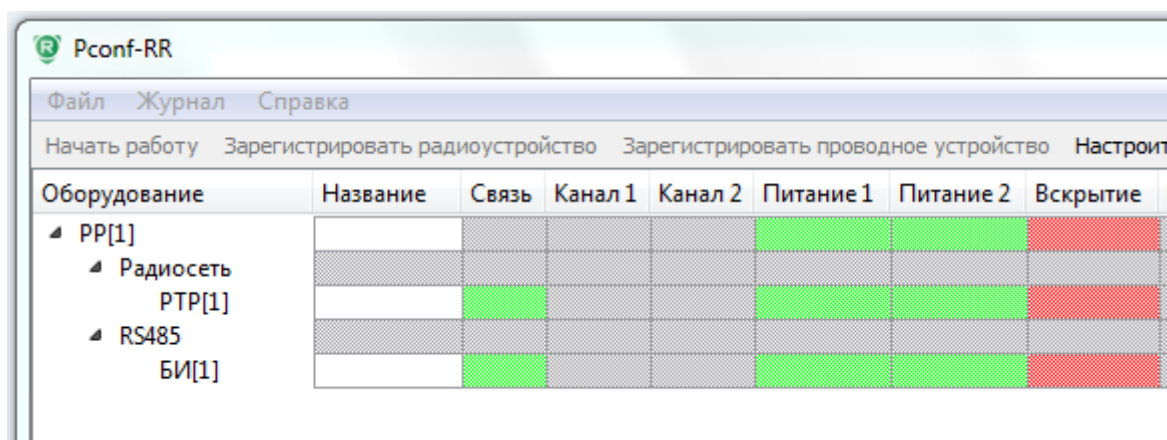 Pconf-RR
Файл Журнал Справка
Начать работу Зарегистрировать радиоустройство Зарегистрировать проводное устройство Настроит
Оборудование Название Связь Канал 1 Канал 2 Питание 1 Питание 2 Вскрытие
РР[1]
Радиосеть
РТР[1]
RS485
БИ[1]